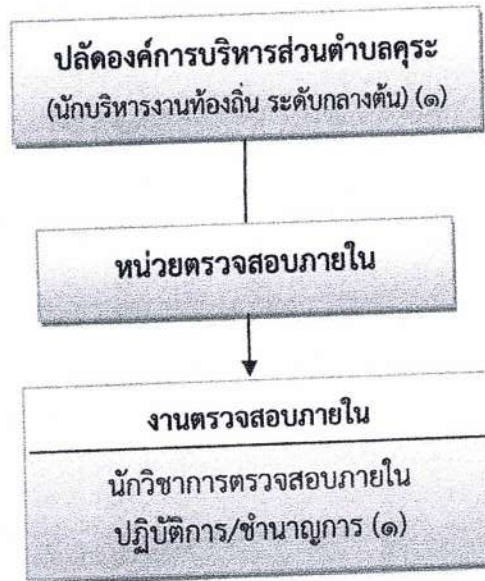 ปลัดองค์การบริหารส่วนตำบลคุระ
(นักบริหารงานท้องถิ่น ระดับกลางต้น) (๑)
หน่วยตรวจสอบภายใน
งานตรวจสอบภายใน
นักวิชาการตรวจสอบภายใน
ปฏิบัติการ/ชำนาญการ (๑)